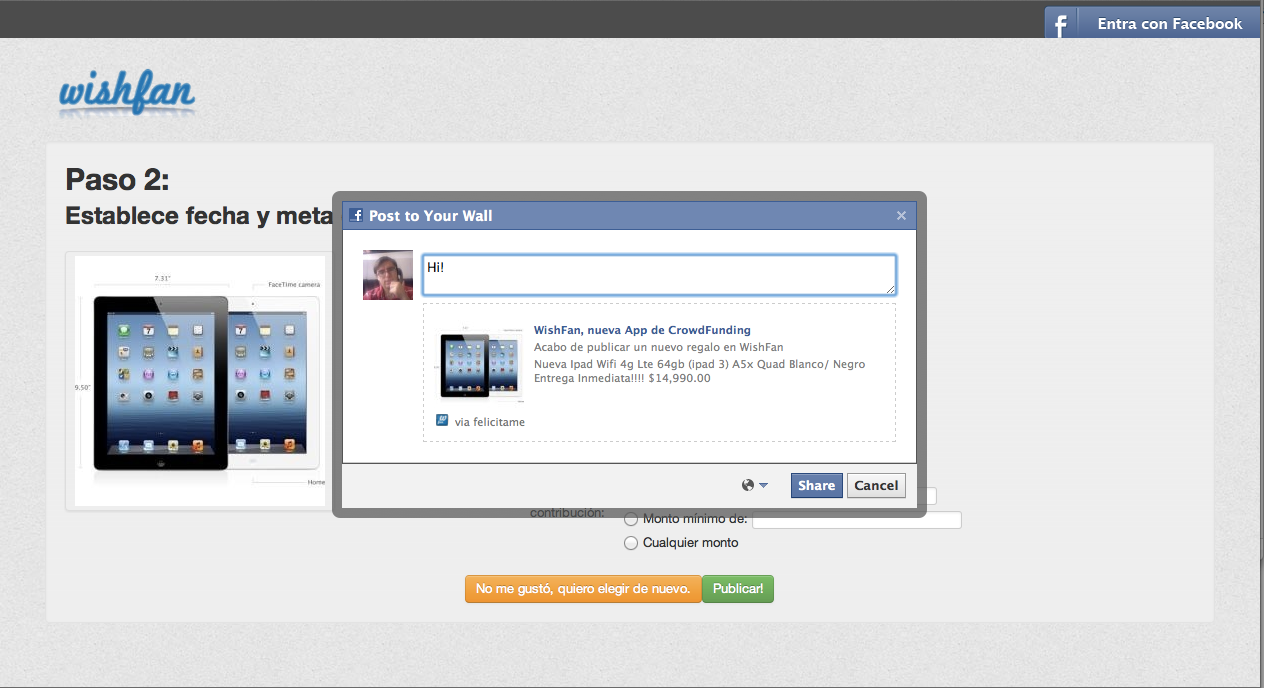 f Entra con Facebook
wishfan
Paso 2:
Establece fecha y meta
7.31"
FaceTime camera
9.50"
Home
f Post to Your Wall
Hi!
WishFan, nueva App de CrowdFunding
Acabo de publicar un nuevo regalo en WishFan
Nueva Ipad Wifi 4g Lte 64gb (ipad 3) A5x Quad Blanco/ Negro
Entrega Inmediata!!!! $14,990.00
via felicitame
Share Cancel
contribución:
Monto mínimo de:
Cualquier monto
No me gustó, quiero elegir de nuevo. Publicar!